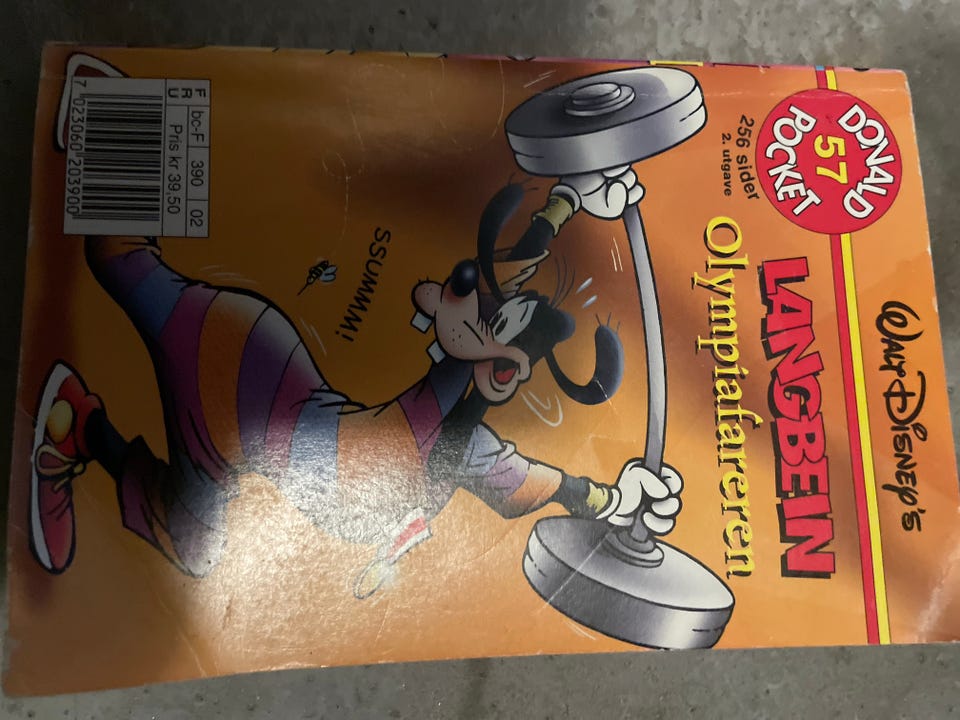 WALT DISNEY'S
DONALD
57
POCKET
LANGBEIN
Olympiafareren
256 sider
2. utgave
SSUMMM!
F bc-F 390 02
R
U Pris kr 39,50
7 023060 203900